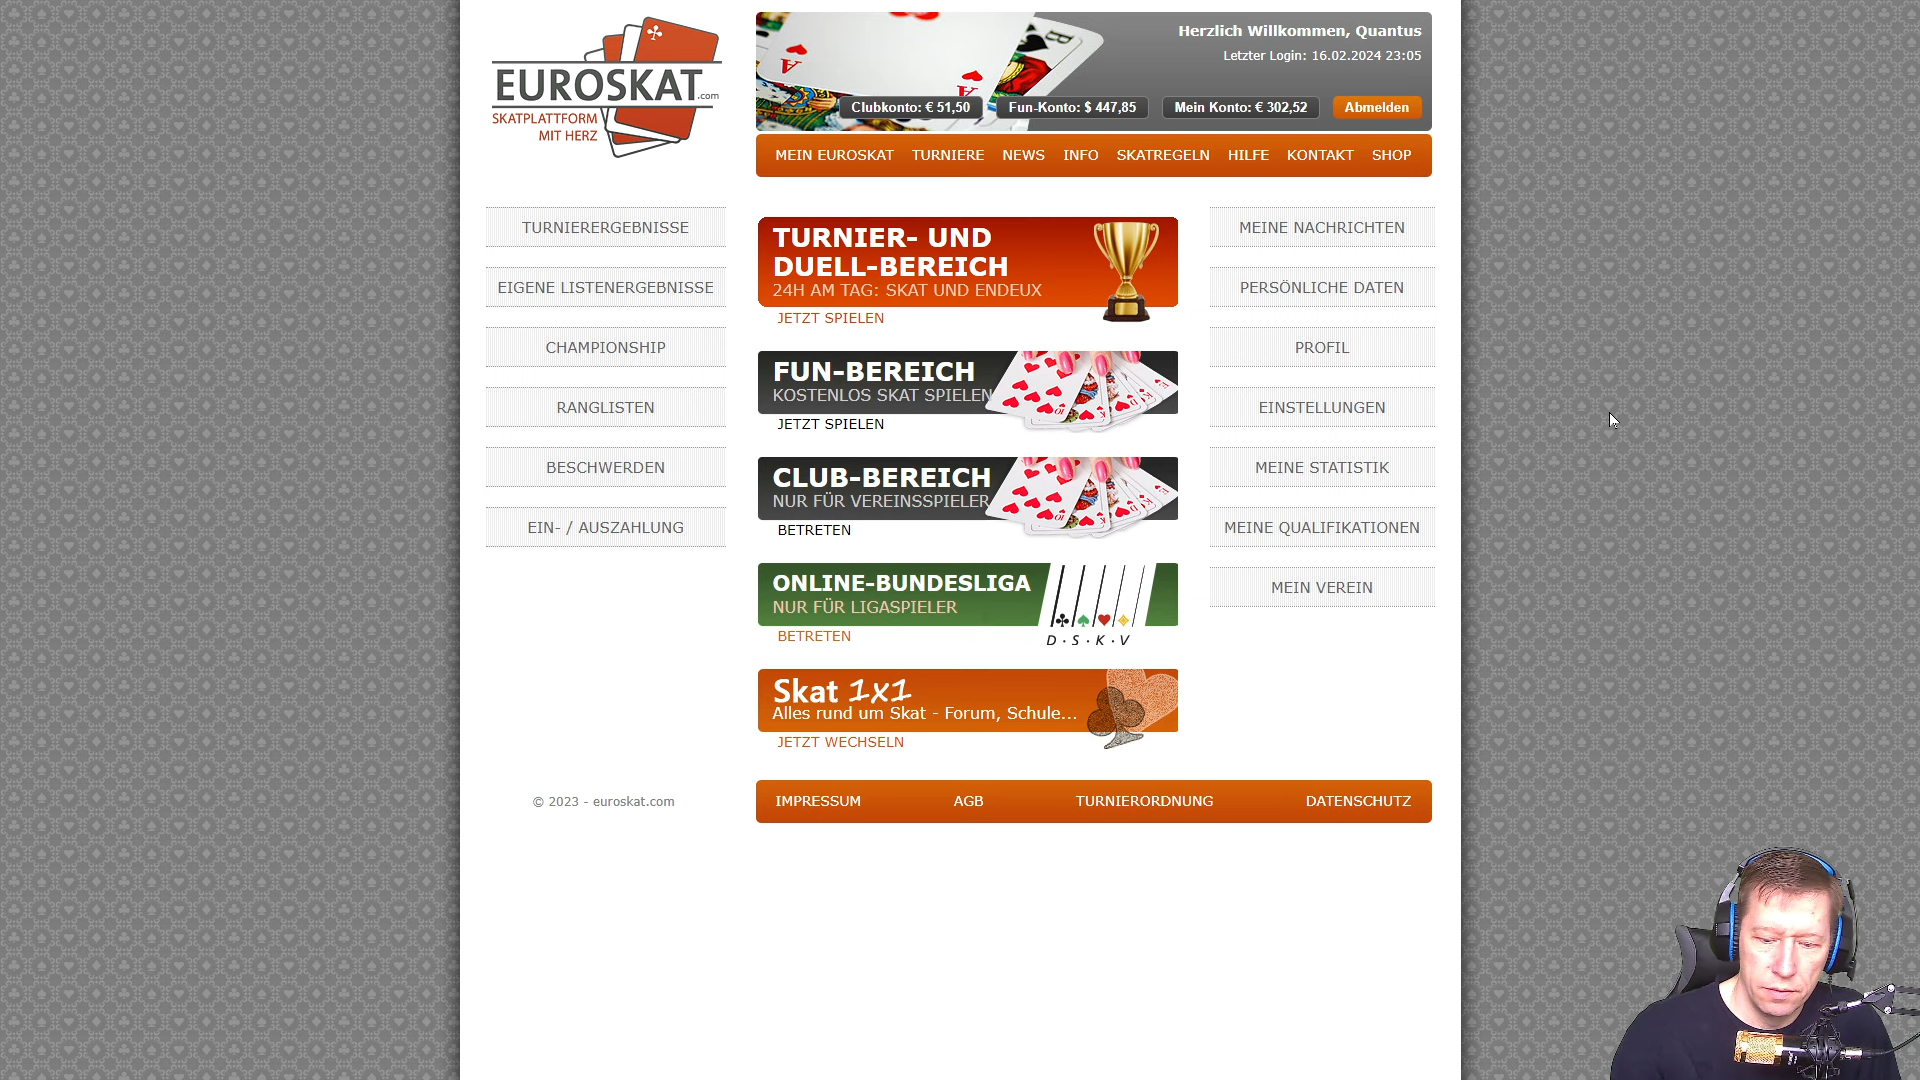 EUROSKAT.com
SKATPLATTFORM
MIT HERZ
Herzlich Willkommen, Quantus
Letzter Login: 16.02.2024 23:05
Clubkonto: € 51,50
Fun-Konto: $ 447,85
Mein Konto: € 302,52
Abmelden
MEIN EUROSKAT
TURNIERE
NEWS
INFO
SKATREGELN
HILFE
KONTAKT
SHOP
TURNIERERGEBNISSE
EIGENE LISTENERGEBNISSE
CHAMPIONSHIP
RANGLISTEN
BESCHWERDEN
EIN- / AUSZAHLUNG
TURNIER- UND
DUELL-BEREICH
24H AM TAG: SKAT UND ENDEUX
JETZT SPIELEN
FUN-BEREICH
KOSTENLOS SKAT SPIELEN
JETZT SPIELEN
CLUB-BEREICH
NUR FÜR VEREINSSPIELER
BETRETEN
ONLINE-BUNDESLIGA
NUR FÜR LIGASPIELER
BETRETEN
D · S · K · V
Skat 1x1
Alles rund um Skat - Forum, Schule...
JETZT WECHSELN
MEINE NACHRICHTEN
PERSÖNLICHE DATEN
PROFIL
EINSTELLUNGEN
MEINE STATISTIK
MEINE QUALIFIKATIONEN
MEIN VEREIN
© 2023 - euroskat.com
IMPRESSUM
AGB
TURNIERORDNUNG
DATENSCHUTZ